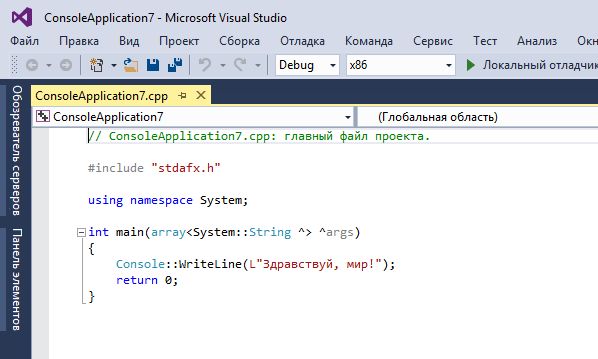 ConsoleApplication7 - Microsoft Visual Studio
Файл Правка Вид Проект Сборка Отладка Команда Сервис Тест Анализ Окн
Debug x86 Локальный отладчик
Обозреватель серверов
Панель элементов
ConsoleApplication7.cpp
ConsoleApplication7 (Глобальная область)
// ConsoleApplication7.cpp: главный файл проекта.
#include "stdafx.h"
using namespace System;
int main(array<System::String ^> ^args)
{
Console::WriteLine(L"Здравствуй, мир!");
return 0;
}